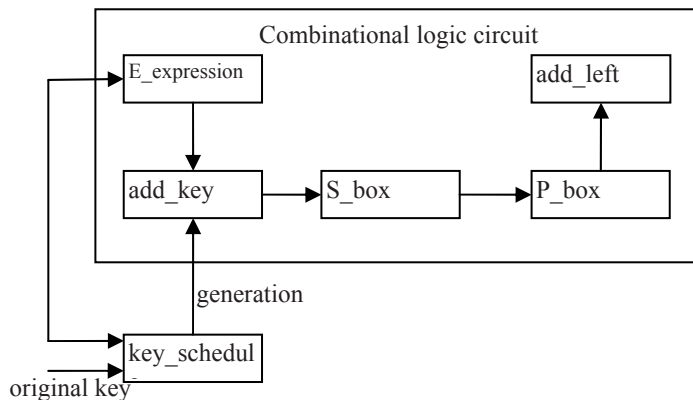 Combinational logic circuit
E_expression
add_left
add_key
S_box
P_box
generation
key_schedul
original key